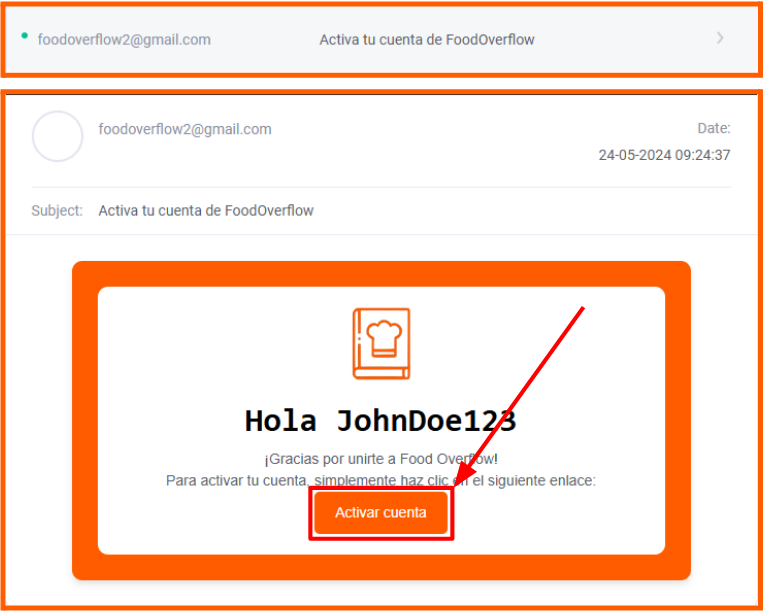 foodoverflow2@gmail.com Activa tu cuenta de FoodOverflow
foodoverflow2@gmail.com Date:
24-05-2024 09:24:37
Subject: Activa tu cuenta de FoodOverflow
Hola JohnDoe123
¡Gracias por unirte a Food Overflow!
Para activar tu cuenta, simplemente haz clic en el siguiente enlace:
Activar cuenta